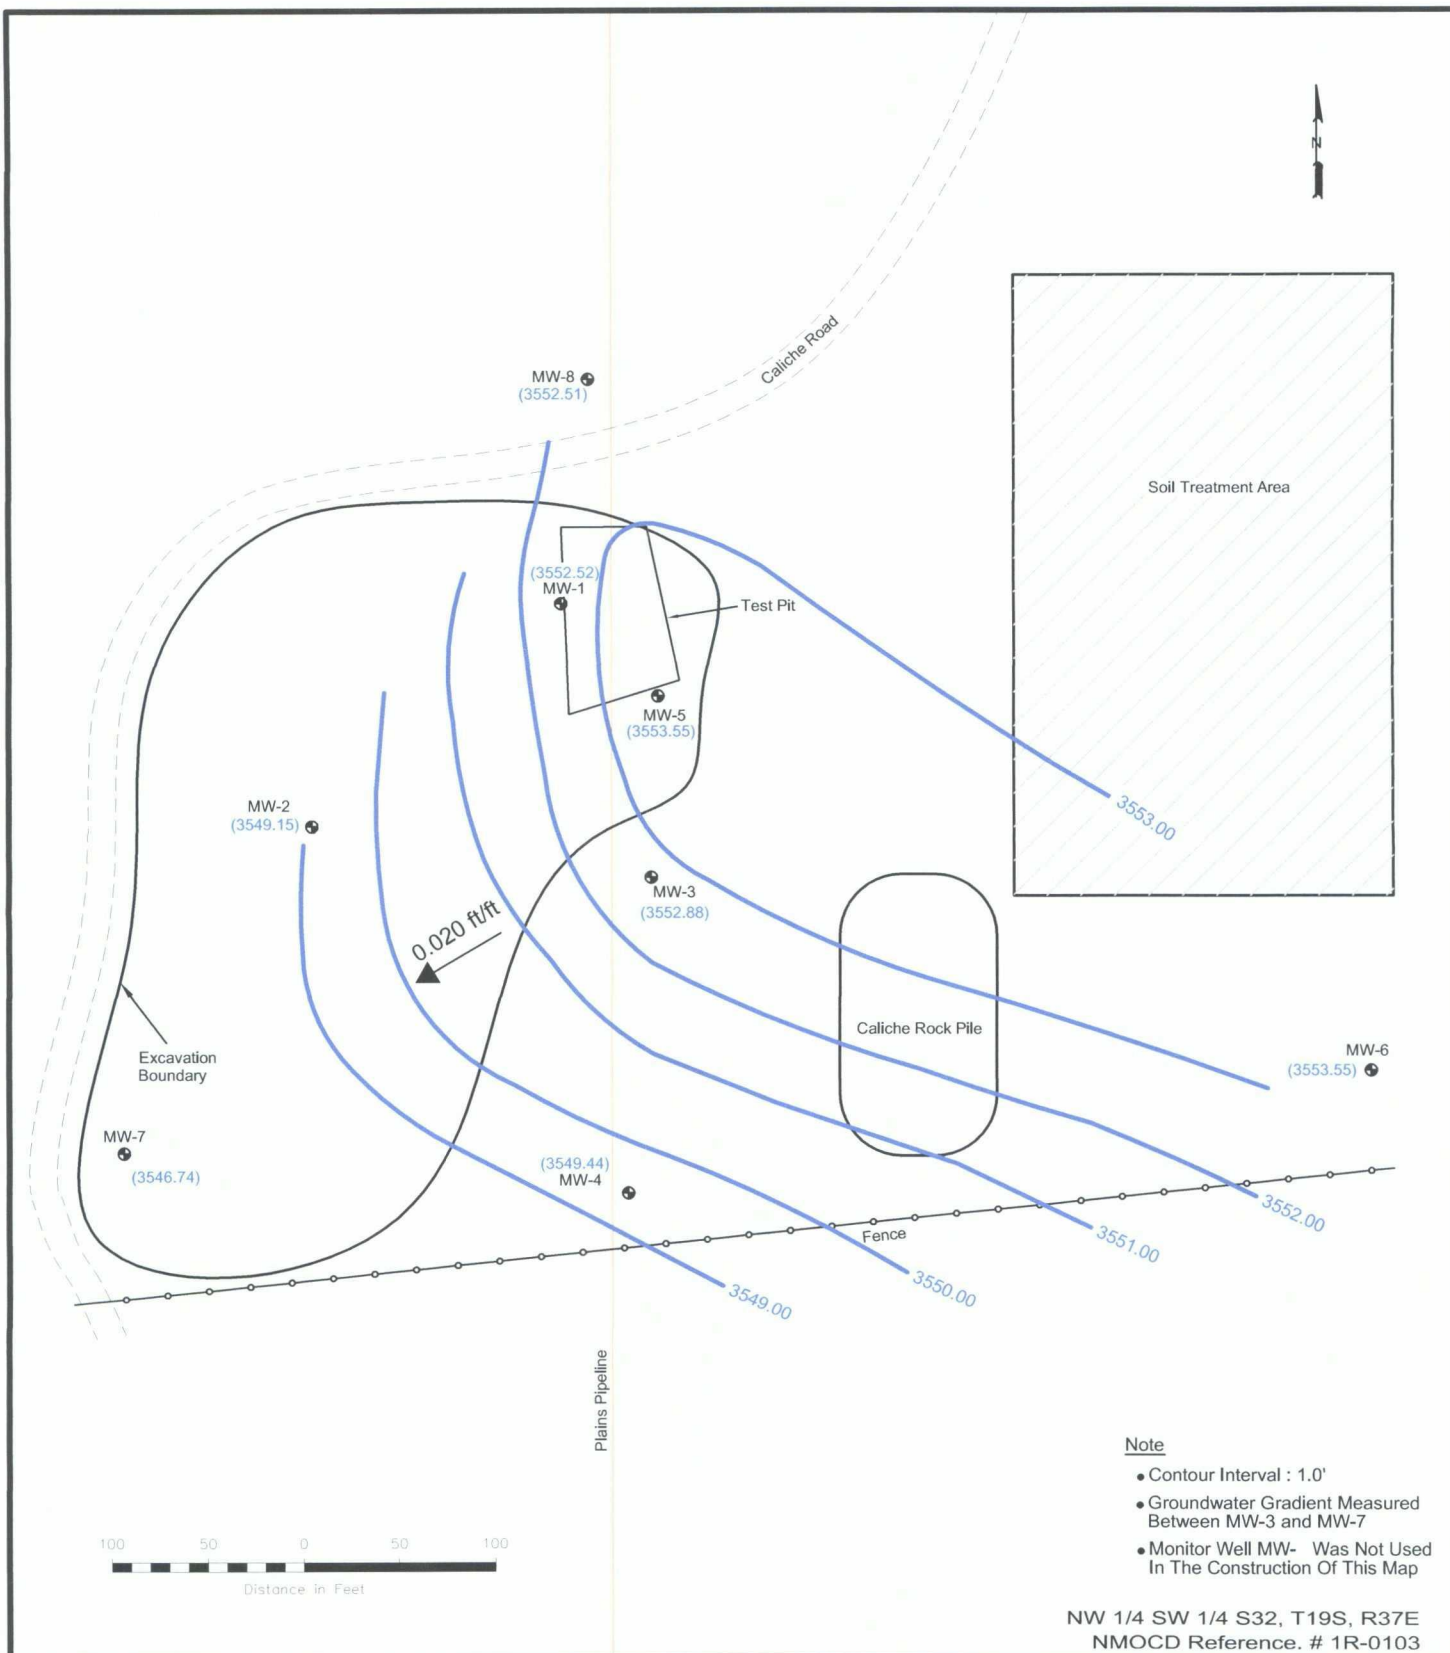 N
Caliche Road
MW-8
(3552.51)
Soil Treatment Area
(3552.52)
MW-1
Test Pit
MW-5
(3553.55)
MW-2
(3549.15)
3553.00
MW-3
(3552.88)
0.020 ft/ft
Caliche Rock Pile
Excavation
Boundary
MW-6
(3553.55)
MW-7
(3546.74)
(3549.44)
MW-4
3552.00
3551.00
Fence
3550.00
3549.00
Plains Pipeline
Note
• Contour Interval : 1.0'
• Groundwater Gradient Measured
Between MW-3 and MW-7
• Monitor Well MW- Was Not Used
In The Construction Of This Map
100 50 0 50 100
Distance in Feet
NW 1/4 SW 1/4 S32, T19S, R37E
NMOCD Reference. # 1R-0103